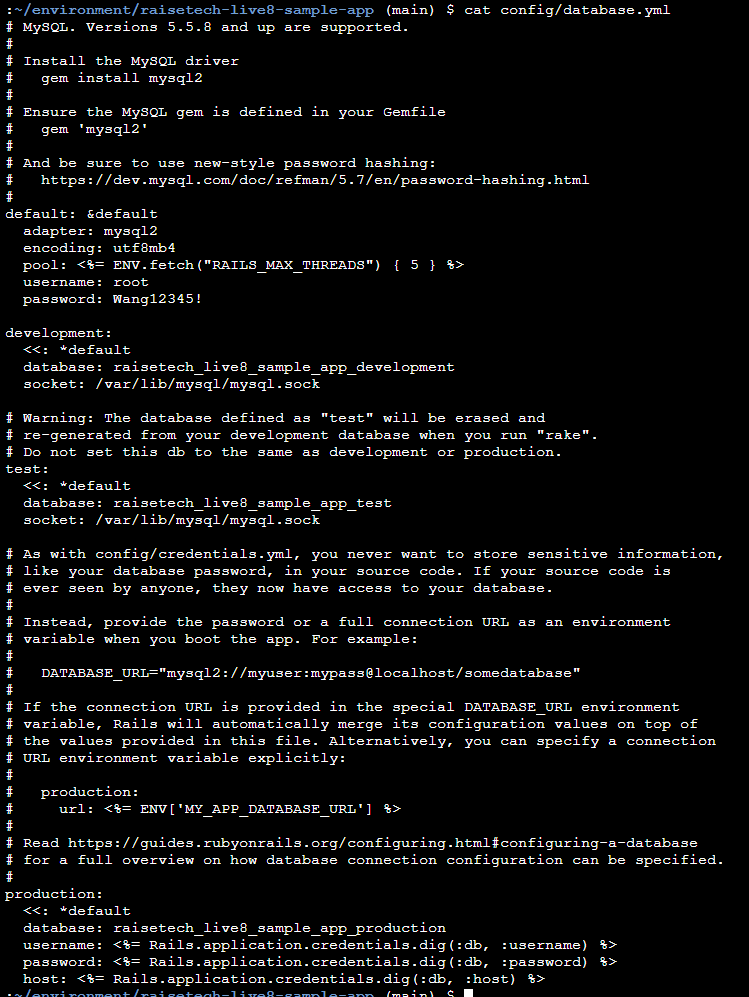 :~/environment/raisetech-live8-sample-app (main) $ cat config/database.yml
# MySQL. Versions 5.5.8 and up are supported.
#
# Install the MySQL driver
#   gem install mysql2
#
# Ensure the MySQL gem is defined in your Gemfile
#   gem 'mysql2'
#
# And be sure to use new-style password hashing:
#   https://dev.mysql.com/doc/refman/5.7/en/password-hashing.html
#
default: &default
  adapter: mysql2
  encoding: utf8mb4
  pool: <%= ENV.fetch("RAILS_MAX_THREADS") { 5 } %>
  username: root
  password: Wang12345!

development:
  <<: *default
  database: raisetech_live8_sample_app_development
  socket: /var/lib/mysql/mysql.sock

# Warning: The database defined as "test" will be erased and
# re-generated from your development database when you run "rake".
# Do not set this db to the same as development or production.
test:
  <<: *default
  database: raisetech_live8_sample_app_test
  socket: /var/lib/mysql/mysql.sock

# As with config/credentials.yml, you never want to store sensitive information,
# like your database password, in your source code. If your source code is
# ever seen by anyone, they now have access to your database.
#
# Instead, provide the password or a full connection URL as an environment
# variable when you boot the app. For example:
#
#   DATABASE_URL="mysql2://myuser:mypass@localhost/somedatabase"
#
# If the connection URL is provided in the special DATABASE_URL environment
# variable, Rails will automatically merge its configuration values on top of
# the values provided in this file. Alternatively, you can specify a connection
# URL environment variable explicitly:
#
#   production:
#     url: <%= ENV['MY_APP_DATABASE_URL'] %>
#
# Read https://guides.rubyonrails.org/configuring.html#configuring-a-database
# for a full overview on how database connection configuration can be specified.
#
production:
  <<: *default
  database: raisetech_live8_sample_app_production
  username: <%= Rails.application.credentials.dig(:db, :username) %>
  password: <%= Rails.application.credentials.dig(:db, :password) %>
  host: <%= Rails.application.credentials.dig(:db, :host) %>
:~/environment/raisetech-live8-sample-app (main) $